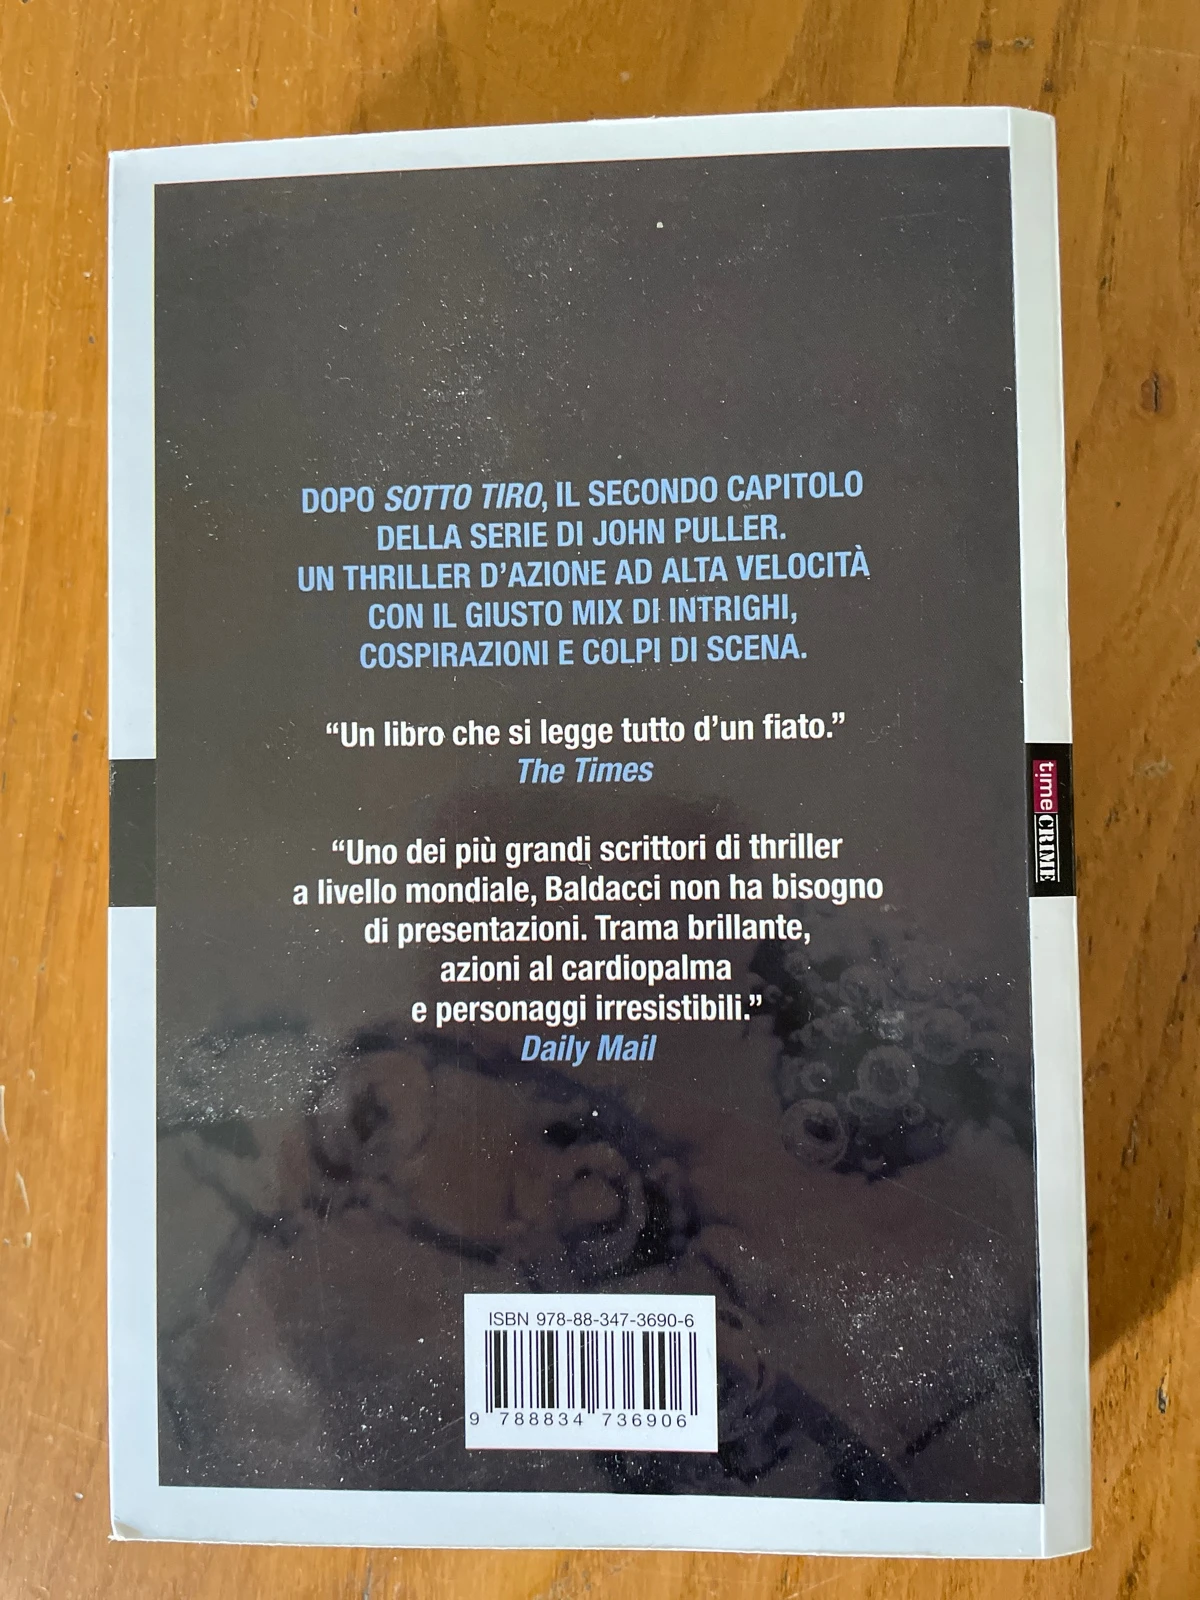 DOPO SOTTO TIRO, IL SECONDO CAPITOLO
DELLA SERIE DI JOHN PULLER.
UN THRILLER D'AZIONE AD ALTA VELOCITÀ
CON IL GIUSTO MIX DI INTRIGHI,
COSPIRAZIONI E COLPI DI SCENA.
“Un libro che si legge tutto d'un fiato.”
The Times
“Uno dei più grandi scrittori di thriller
a livello mondiale, Baldacci non ha bisogno
di presentazioni. Trama brillante,
azioni al cardiopalma
e personaggi irresistibili.”
Daily Mail
time CRIME
ISBN 978-88-347-3690-6
9 788834 736906